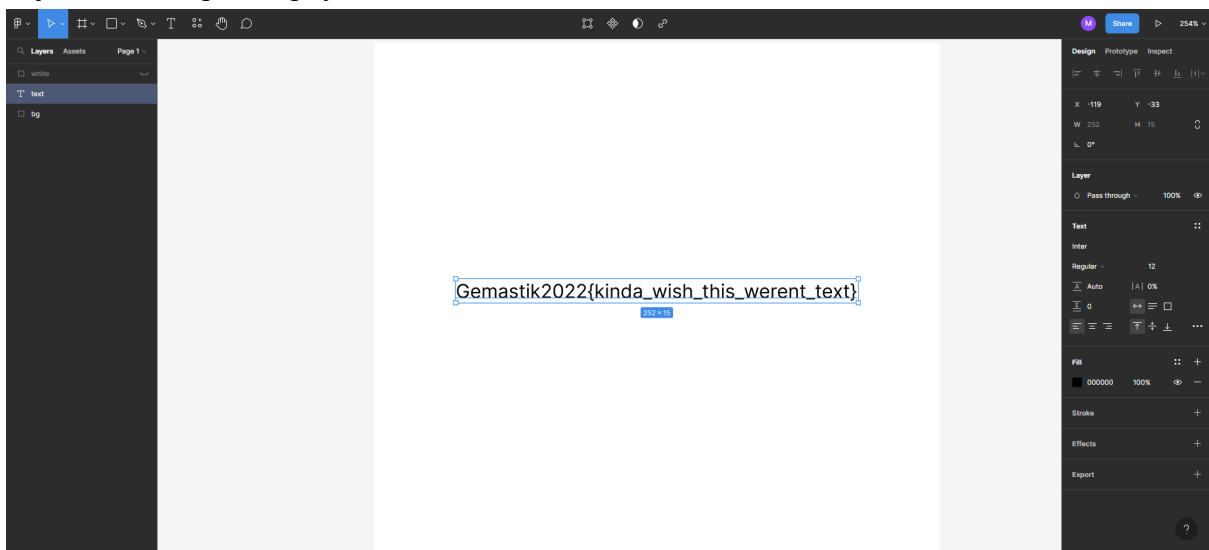 Share
254%
Layers Assets Page 1
Design Prototype Inspect
white
text
bg
X -119 Y -33
W 252 H 15
0°
Layer
Pass through 100%
Text
Inter
Regular 12
Auto |A| 0%
0
Gemastik2022{kinda_wish_this_werent_text}
252 × 15
Fill
000000 100%
Stroke
Effects
Export
?